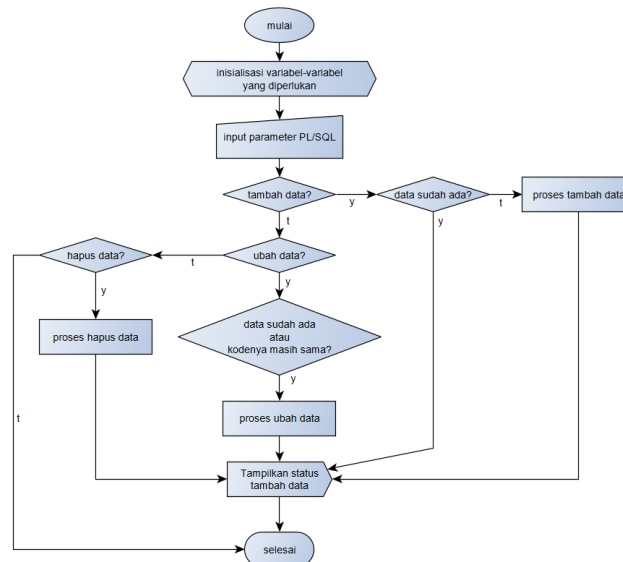 mulai
inisialisasi variabel-variabel
yang diperlukan
input parameter PL/SQL
tambah data?
y
data sudah ada?
t
proses tambah data
t
y
hapus data?
t
ubah data?
y
y
proses hapus data
data sudah ada
atau
kodenya masih sama?
y
t
proses ubah data
Tampilkan status
tambah data
selesai